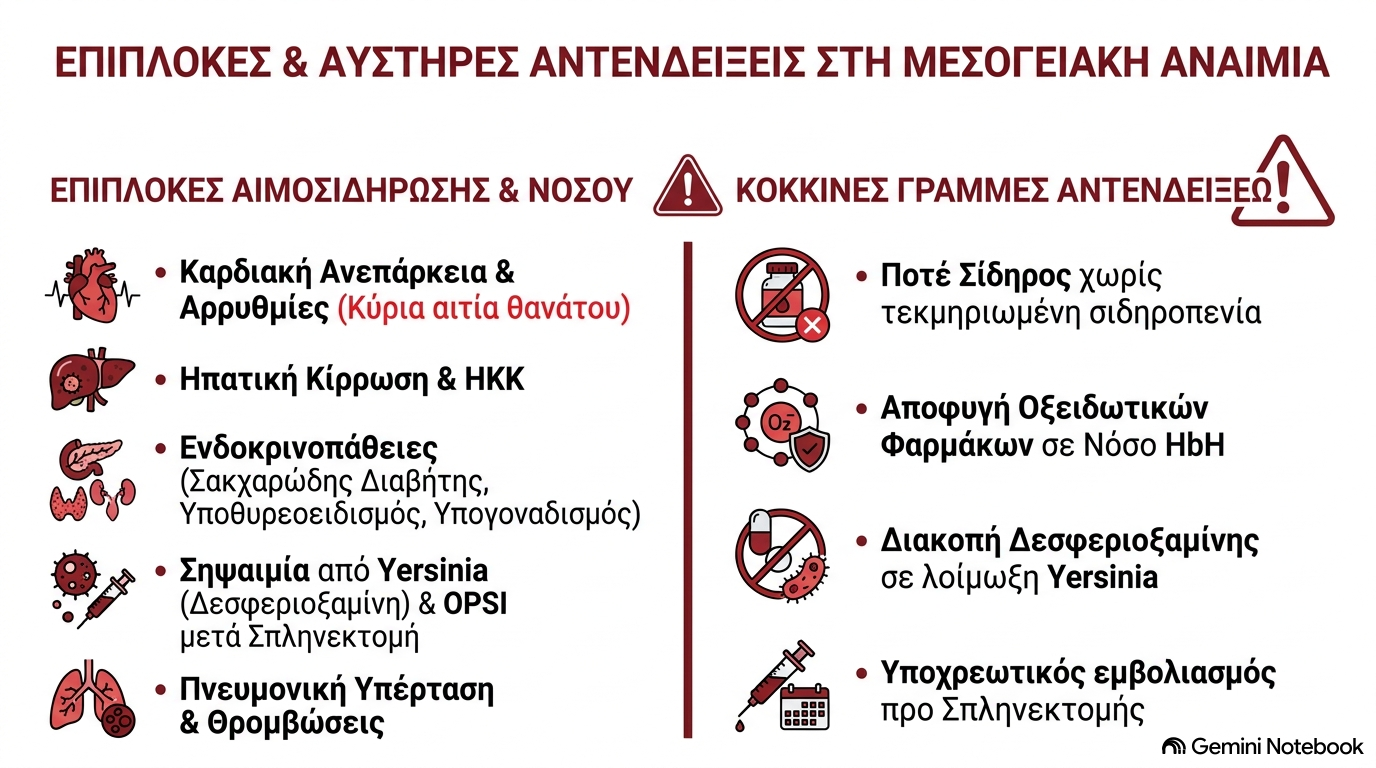 ΕΠΙΠΛΟΚΕΣ & ΑΥΣΤΗΡΕΣ ΑΝΤΕΝΔΕΙΞΕΙΣ ΣΤΗ ΜΕΣΟΓΕΙΑΚΗ ΑΝΑΙΜΙΑ
ΕΠΙΠΛΟΚΕΣ ΑΙΜΟΣΙΔΗΡΩΣΗΣ & ΝΟΣΟΥ
• Καρδιακή Ανεπάρκεια &
Αρρυθμίες (Κύρια αιτία θανάτου)
• Ηπατική Κίρρωση & ΗΚΚ
• Ενδοκρινοπάθειες
(Σακχαρώδης Διαβήτης,
Υποθυρεοειδισμός, Υπογοναδισμός)
• Σηψαιμία από Yersinia
(Δεσφεριοξαμίνη) & OPSI
μετά Σπληνεκτομή
• Πνευμονική Υπέρταση
& Θρομβώσεις
ΚΟΚΚΙΝΕΣ ΓΡΑΜΜΕΣ ΑΝΤΕΝΔΕΙΞΕΩ
• Ποτέ Σίδηρος χωρίς
τεκμηριωμένη σιδηροπενία
O₂⁻
• Αποφυγή Οξειδωτικών
Φαρμάκων σε Νόσο HbH
• Διακοπή Δεσφεριοξαμίνης
σε λοίμωξη Yersinia
• Υποχρεωτικός εμβολιασμός
προ Σπληνεκτομής
Gemini Notebook